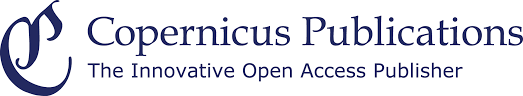 Copernicus Publications
The Innovative Open Access Publisher